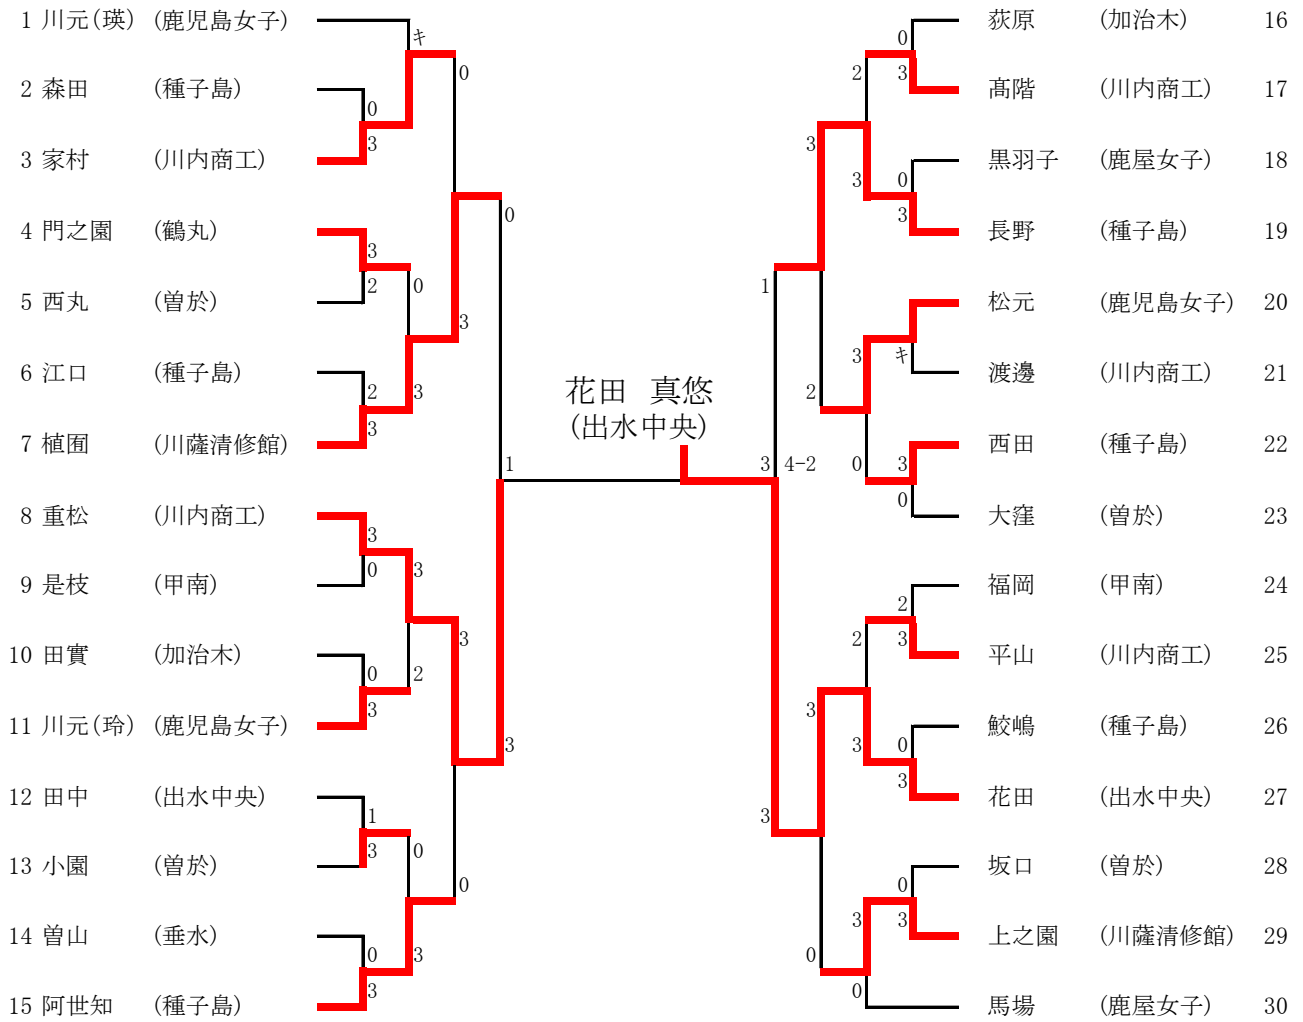 1 川元(瑛) (鹿児島女子)
2 森田 (種子島)
3 家村 (川内商工)
4 門之園 (鶴丸)
5 西丸 (曽於)
6 江口 (種子島)
7 植囿 (川薩清修館)
8 重松 (川内商工)
9 是枝 (甲南)
10 田實 (加治木)
11 川元(玲) (鹿児島女子)
12 田中 (出水中央)
13 小園 (曽於)
14 曽山 (垂水)
15 阿世知 (種子島)
キ
0
3
0
3
2
0
2
3
3
3
0
3
0
3
0
2
3
1
3
0
0
3
3
0
0
3
1
花田 真悠
(出水中央)
3 4-2
1
3
3
2
3
0
2
3
3
0
2
3
3
0
0
3
0
3
キ
3
0
2
3
0
3
0
3
0
荻原 (加治木) 16
髙階 (川内商工) 17
黒羽子 (鹿屋女子) 18
長野 (種子島) 19
松元 (鹿児島女子) 20
渡邊 (川内商工) 21
西田 (種子島) 22
大窪 (曽於) 23
福岡 (甲南) 24
平山 (川内商工) 25
鮫嶋 (種子島) 26
花田 (出水中央) 27
坂口 (曽於) 28
上之園 (川薩清修館) 29
馬場 (鹿屋女子) 30